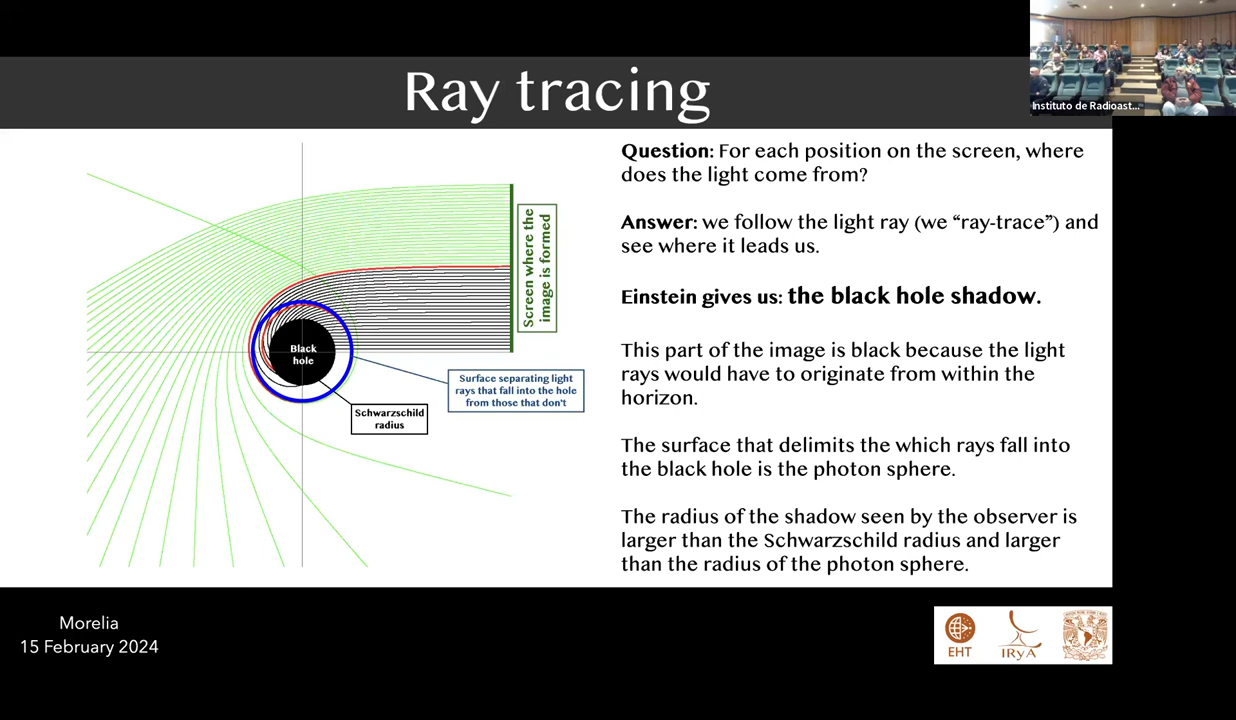 Ray tracing
Instituto de Radioast...
Question: For each position on the screen, where
does the light come from?
Answer: we follow the light ray (we “ray-trace”) and
see where it leads us.
Einstein gives us: the black hole shadow.
This part of the image is black because the light
rays would have to originate from within the
horizon.
The surface that delimits the which rays fall into
the black hole is the photon sphere.
The radius of the shadow seen by the observer is
larger than the Schwarzschild radius and larger
than the radius of the photon sphere.
Screen where the
image is formed
Black
hole
Surface separating light
rays that fall into the hole
from those that don't
Schwarzschild
radius
Morelia
15 February 2024
EHT
IRyA